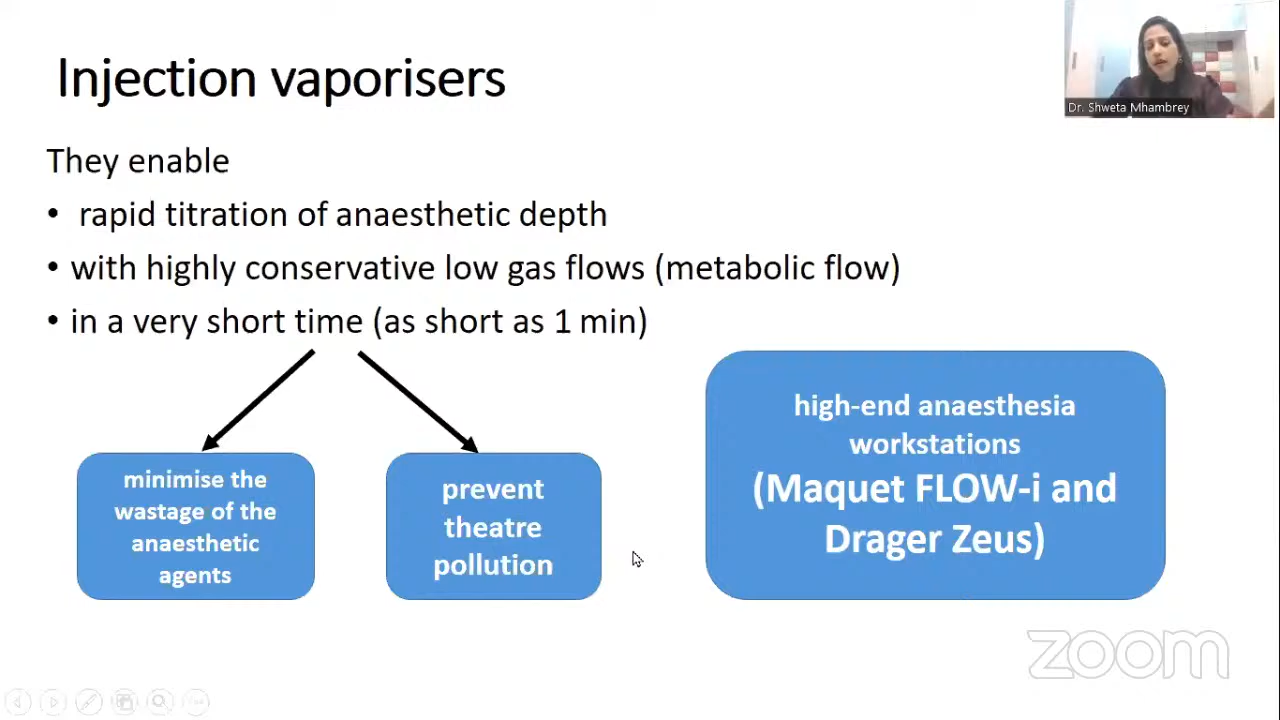 Injection vaporisers
Dr. Shweta Mhambrey
They enable
• rapid titration of anaesthetic depth
• with highly conservative low gas flows (metabolic flow)
• in a very short time (as short as 1 min)
minimise the
wastage of the
anaesthetic
agents
prevent
theatre
pollution
high-end anaesthesia
workstations
(Maquet FLOW-i and
Drager Zeus)
zoom